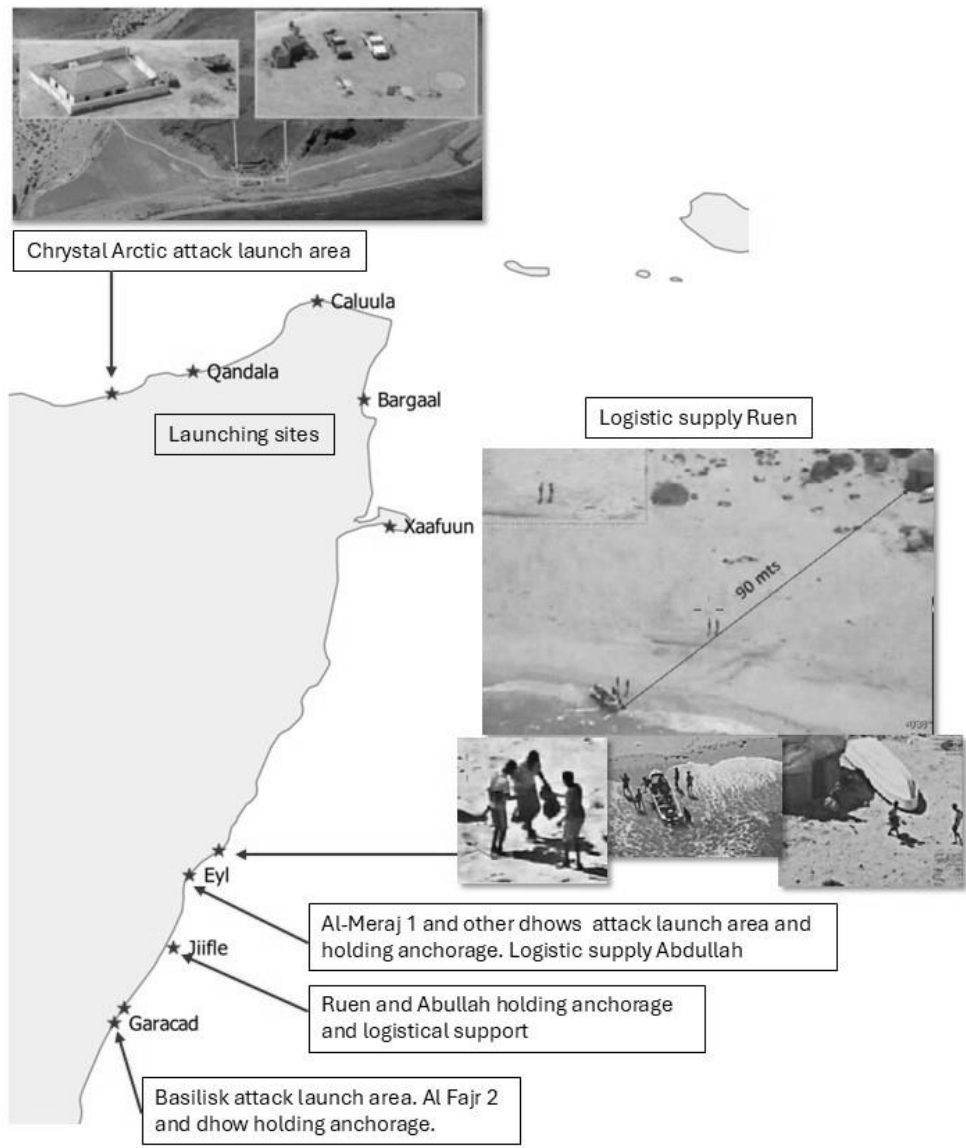 Chrystal Arctic attack launch area
Caluula
Qandala
Bargaal
Launching sites
Logistic supply Ruen
Xaafuun
90 mts
Eyl
Al-Meraj 1 and other dhows attack launch area and
holding anchorage. Logistic supply Abdullah
Jiifle
Ruen and Abullah holding anchorage
and logistical support
Garacad
Basilisk attack launch area. Al Fajr 2
and dhow holding anchorage.